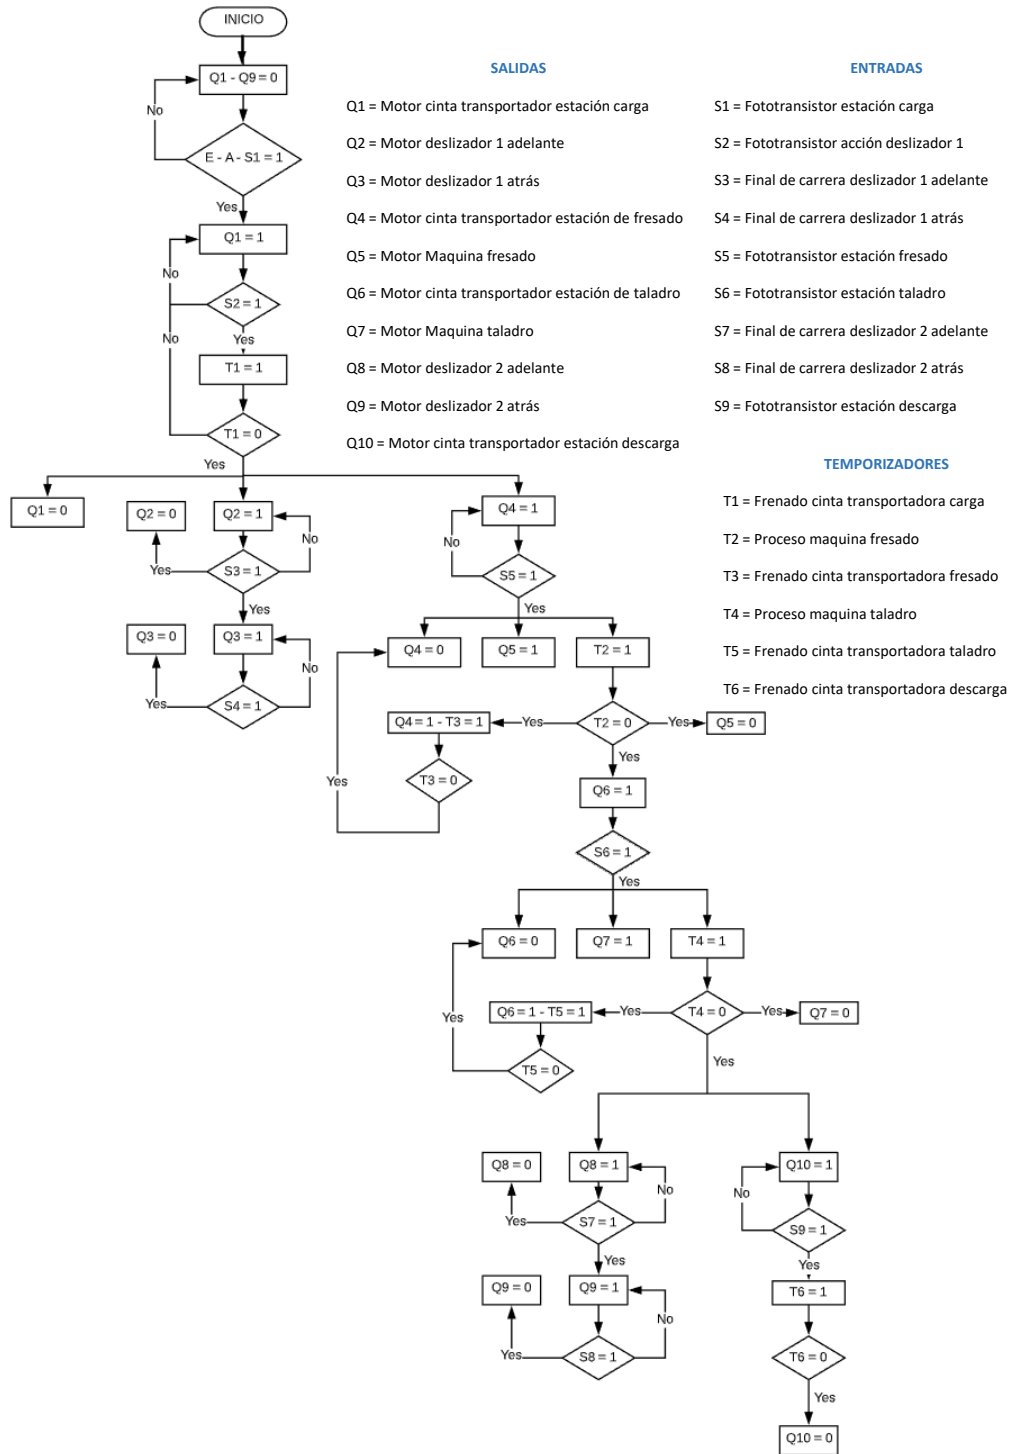 INICIO
Q1 - Q9 = 0
No
E - A - S1 = 1
Yes
Q1 = 1
No
S2 = 1
No
Yes
T1 = 1
T1 = 0
Yes
SALIDAS
Q1 = Motor cinta transportador estación carga
Q2 = Motor deslizador 1 adelante
Q3 = Motor deslizador 1 atrás
Q4 = Motor cinta transportador estación de fresado
Q5 = Motor Maquina fresado
Q6 = Motor cinta transportador estación de taladro
Q7 = Motor Maquina taladro
Q8 = Motor deslizador 2 adelante
Q9 = Motor deslizador 2 atrás
Q10 = Motor cinta transportador estación descarga
ENTRADAS
S1 = Fototransistor estación carga
S2 = Fototransistor acción deslizador 1
S3 = Final de carrera deslizador 1 adelante
S4 = Final de carrera deslizador 1 atrás
S5 = Fototransistor estación fresado
S6 = Fototransistor estación taladro
S7 = Final de carrera deslizador 2 adelante
S8 = Final de carrera deslizador 2 atrás
S9 = Fototransistor estación descarga
TEMPORIZADORES
T1 = Frenado cinta transportadora carga
T2 = Proceso maquina fresado
T3 = Frenado cinta transportadora fresado
T4 = Proceso maquina taladro
T5 = Frenado cinta transportadora taladro
T6 = Frenado cinta transportadora descarga
Q1 = 0
Q2 = 0
Q2 = 1
No
Yes
S3 = 1
Yes
Q3 = 0
Q3 = 1
No
Yes
S4 = 1
Q4 = 1
No
S5 = 1
Yes
Q4 = 0
Q5 = 1
T2 = 1
Q4 = 1 - T3 = 1
Yes
T2 = 0
Yes
Q5 = 0
Yes
T3 = 0
Yes
Q6 = 1
S6 = 1
Yes
Q6 = 0
Q7 = 1
T4 = 1
Q6 = 1 - T5 = 1
Yes
T4 = 0
Yes
Q7 = 0
Yes
T5 = 0
Yes
Q8 = 0
Q8 = 1
No
Yes
S7 = 1
Yes
Q9 = 0
Q9 = 1
No
Yes
S8 = 1
Q10 = 1
No
S9 = 1
Yes
T6 = 1
T6 = 0
Yes
Q10 = 0